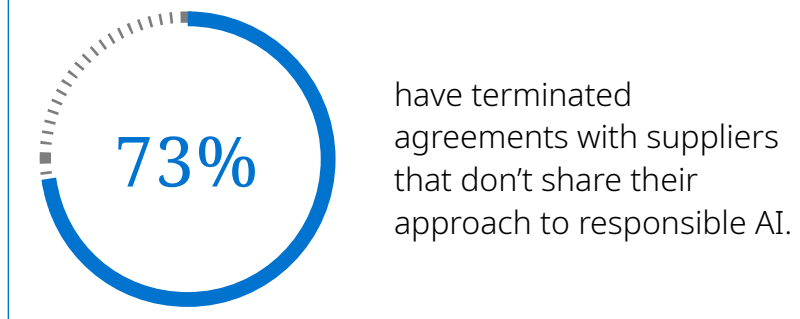 73%
have terminated
agreements with suppliers
that don’t share their
approach to responsible AI.